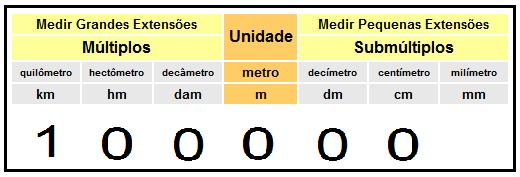 Medir Grandes Extensões Unidade Medir Pequenas Extensões
Múltiplos Submúltiplos
quilômetro hectômetro decâmetro metro decímetro centímetro milímetro
km hm dam m dm cm mm
1 0 0 0 0 0